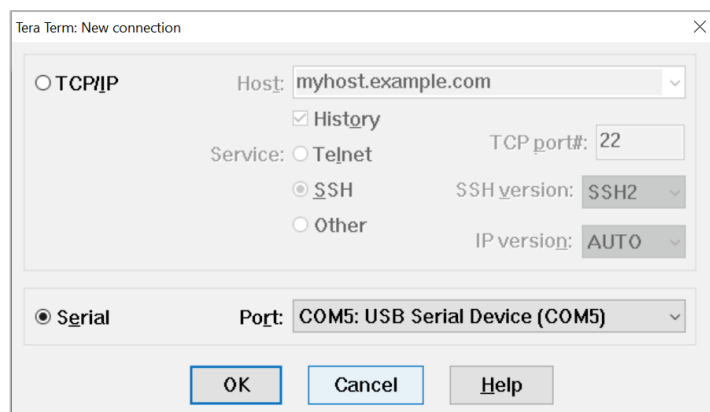 Tera Term: New connection
TCP/IP Host: myhost.example.com
History
Service: Telnet TCP port#: 22
SSH SSH version: SSH2
Other IP version: AUTO
Serial Port: COM5: USB Serial Device (COM5)
OK Cancel Help